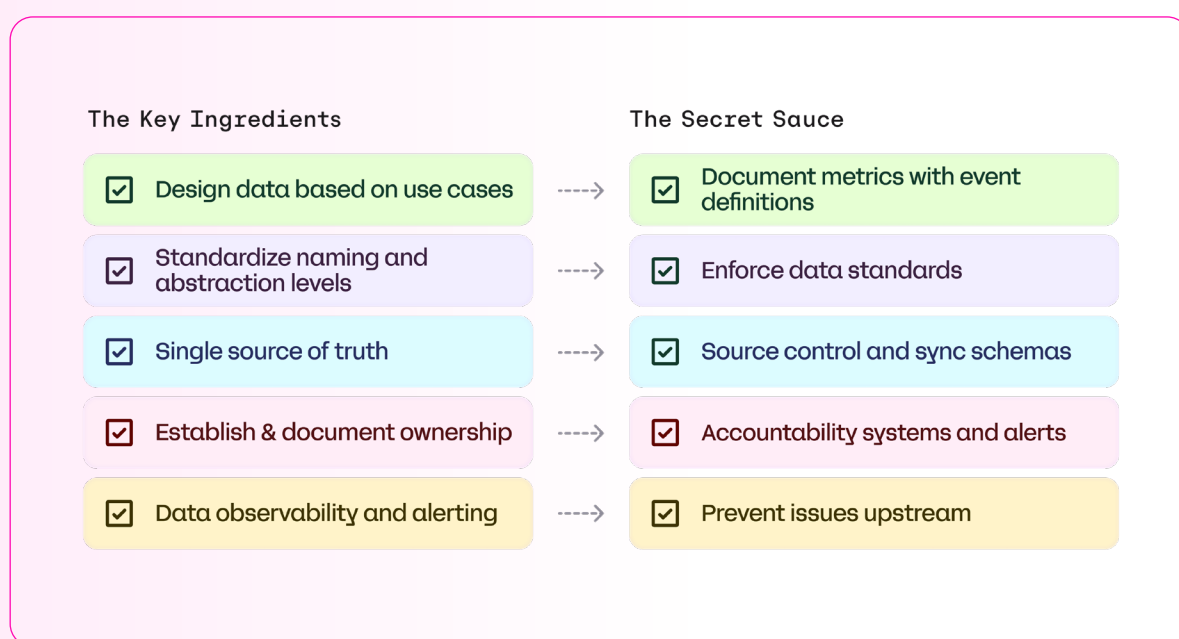 The Key Ingredients
The Secret Sauce
Design data based on use cases
Document metrics with event
definitions
Standardize naming and
abstraction levels
Enforce data standards
Single source of truth
Source control and sync schemas
Establish & document ownership
Accountability systems and alerts
Data observability and alerting
Prevent issues upstream